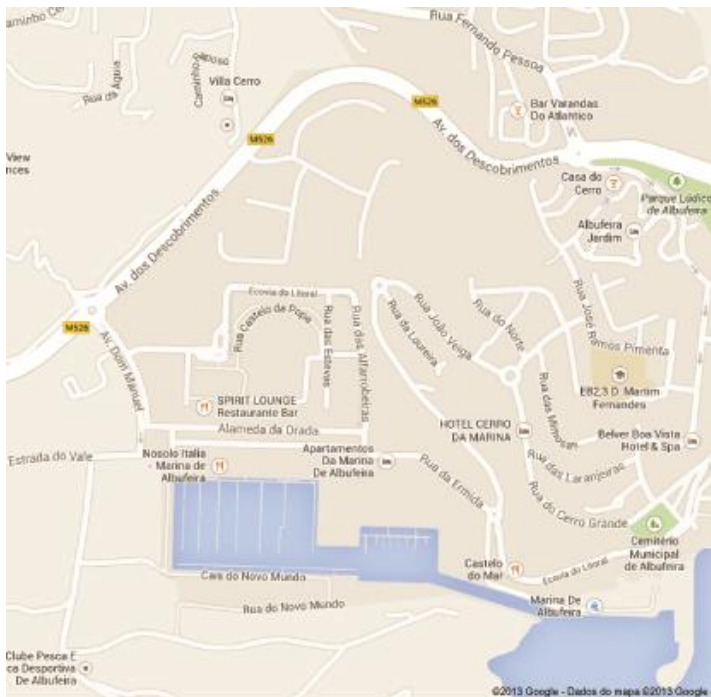 Caminho Ce
Rua da Águia
Caminho
Raposo
Villa Cerro
Rua Fernando Pessoa
M526
M526
Bar Varandas
Do Atlantico
Av. dos Descobrimentos
Casa do
Cerro
Parque Lúdico
de Albufeira
View
nces
Albufeira
Jardim
Av. dos Descobrimentos
M526
Ecovia do Litoral
Rua Castelo da Popa
Rua das Estevas
Rua das Alfarrobeiras
Rua da Loureira
Rua João Veiga
Rua do Norte
Rua José Ramos Pimenta
Av. Dom Manuel
EB2,3 D. Martim
Fernandes
SPIRIT LOUNGE
Restaurante Bar
Rua das Mimosas
HOTEL CERRO
DA MARINA
Alameda da Orada
Belver Boa Vista
Hotel & Spa
Estrada do Vale
Nosolo Italia
- Marina de
Albufeira
Apartamentos
Da Marina
De Albufeira
Rua da Ermida
Rua das Laranjeiras
Rua do Cerro Grande
Cemitério
Municipal
de Albufeira
Castelo
do Mar
Ecovia do Litoral
Cais do Novo Mundo
Rua do Novo Mundo
Marina De
Albufeira
Clube Pesca E
ca Desportiva
De Albufeira
©2013 Google - Dados do mapa ©2013 Google